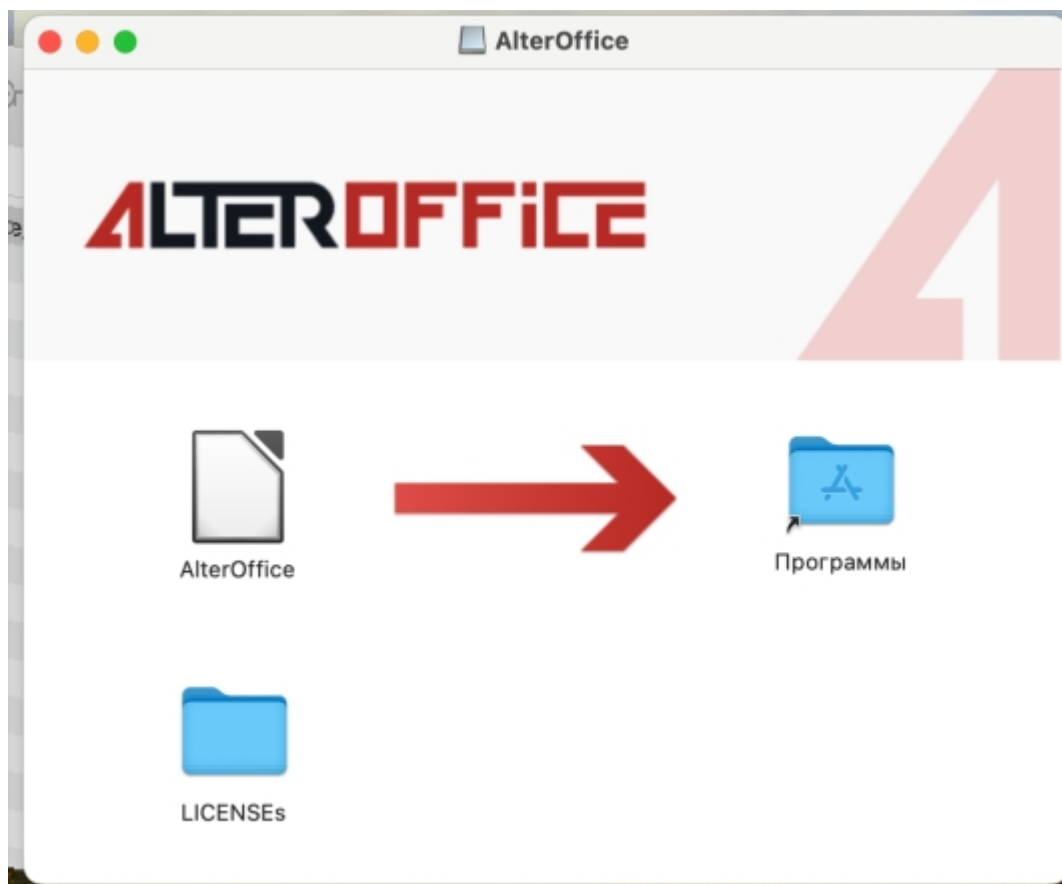 AlterOffice
ALTEROFFiCE
AlterOffice
Программы
LICENSEs